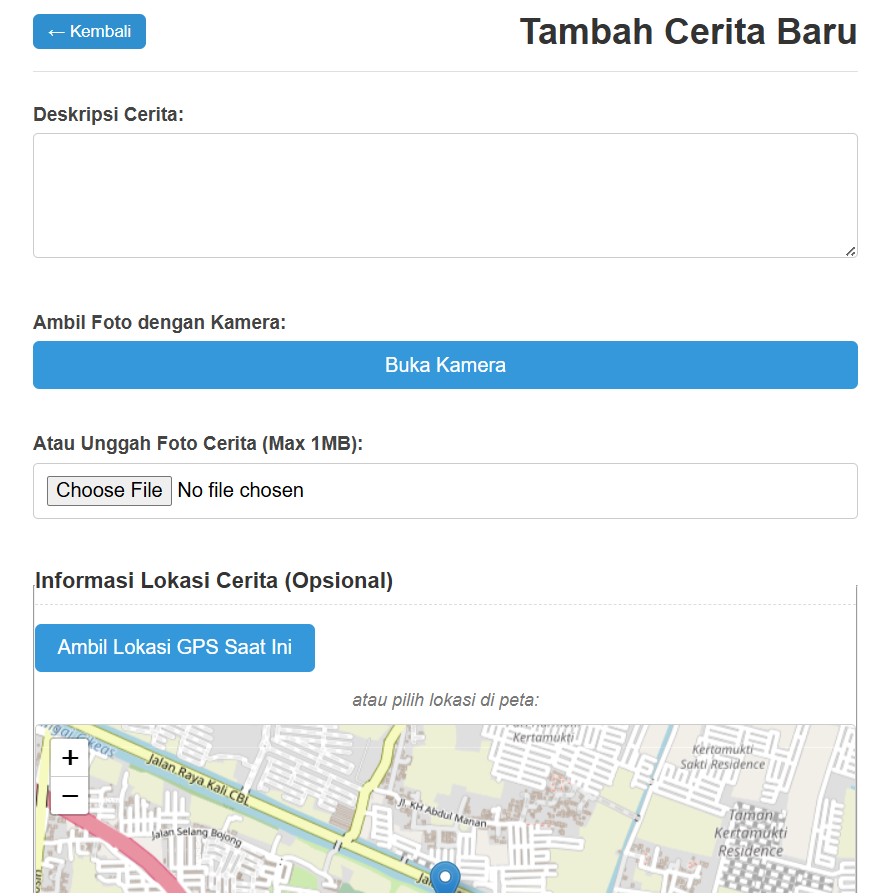 ← Kembali
Tambah Cerita Baru
Deskripsi Cerita:
Ambil Foto dengan Kamera:
Buka Kamera
Atau Unggah Foto Cerita (Max 1MB):
Choose File No file chosen
Informasi Lokasi Cerita (Opsional)
Ambil Lokasi GPS Saat Ini
atau pilih lokasi di peta:
+
−
Jalan Raya Kali CBL
Kertamukti
Kertamukti
Sakti Residence
Jl. KH Abdul Manan
Jalan Selang Bojong
Taman
Kertamukti
Residence